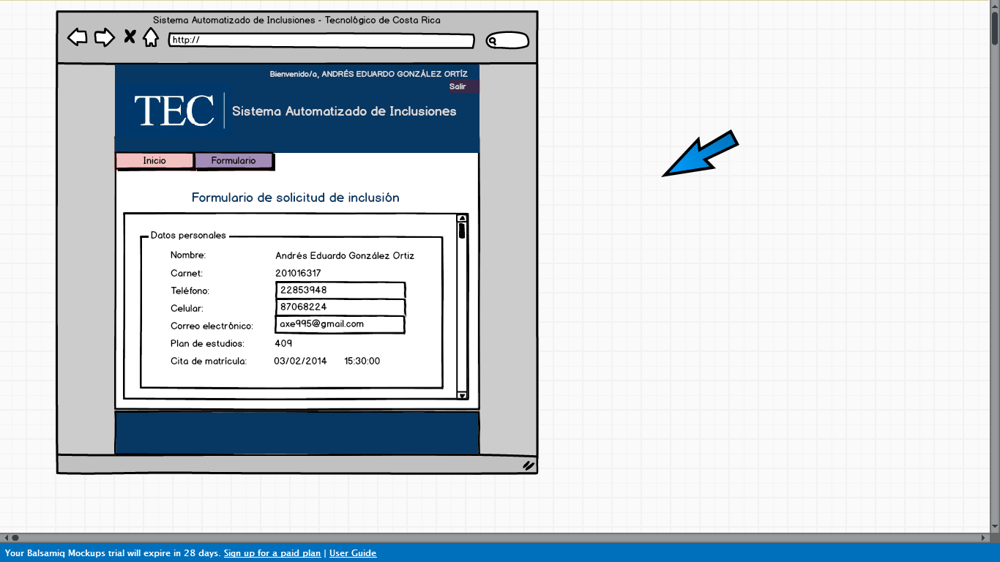 Sistema Automatizado de Inclusiones - Tecnológico de Costa Rica
http://
Bienvenido/a, ANDRÉS EDUARDO GONZÁLEZ ORTÍZ
Salir
TEC
Sistema Automatizado de Inclusiones
Inicio Formulario
Formulario de solicitud de inclusión
Datos personales
Nombre: Andrés Eduardo González Ortiz
Carnet: 201016317
Teléfono: 22853948
Celular: 87068224
Correo electrónico: axe995@gmail.com
Plan de estudios: 409
Cita de matrícula: 03/02/2014 15:30:00
Your Balsamiq Mockups trial will expire in 28 days. Sign up for a paid plan | User Guide